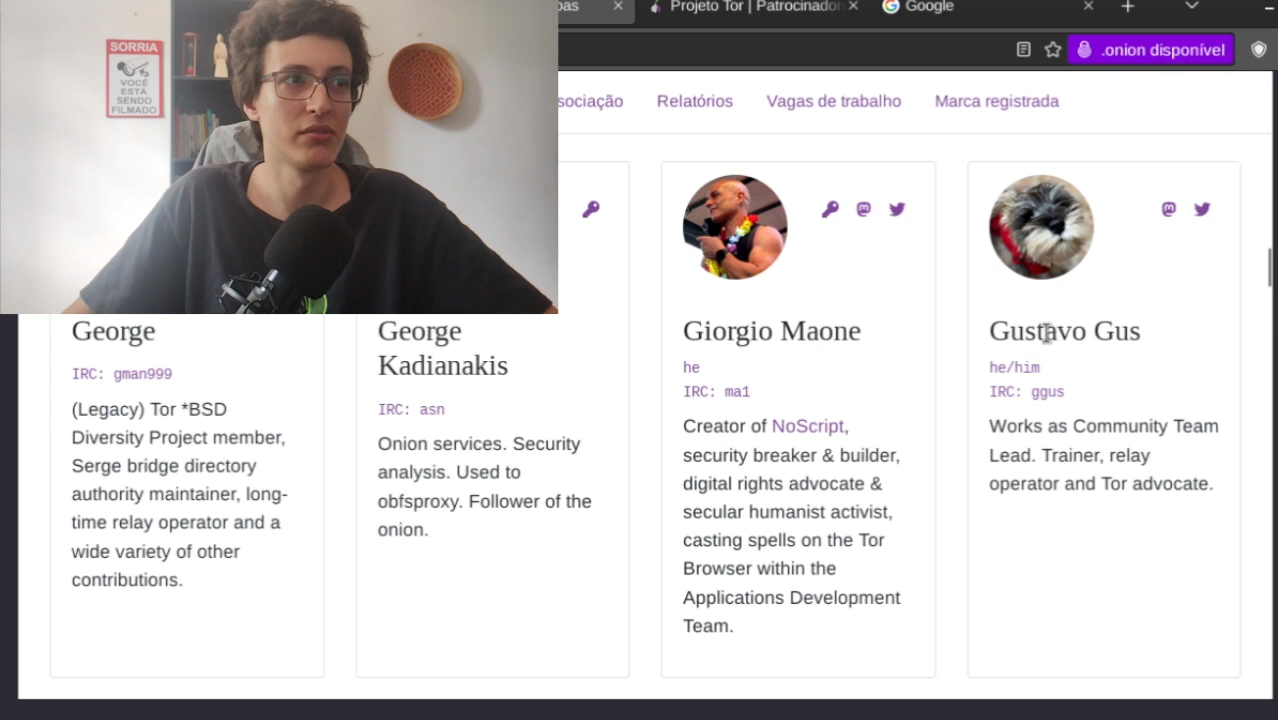 oas
Projeto Tor | Patrocinador
Google
.onion disponível
SORRIA
VOCÊ
ESTA
SENDO
FILMADO
sociação
Relatórios
Vagas de trabalho
Marca registrada
George
IRC: gman999
(Legacy) Tor *BSD
Diversity Project member,
Serge bridge directory
authority maintainer, long-
time relay operator and a
wide variety of other
contributions.
George
Kadianakis
IRC: asn
Onion services. Security
analysis. Used to
obfsproxy. Follower of the
onion.
Giorgio Maone
he
IRC: ma1
Creator of NoScript,
security breaker & builder,
digital rights advocate &
secular humanist activist,
casting spells on the Tor
Browser within the
Applications Development
Team.
Gustavo Gus
he/him
IRC: ggus
Works as Community Team
Lead. Trainer, relay
operator and Tor advocate.